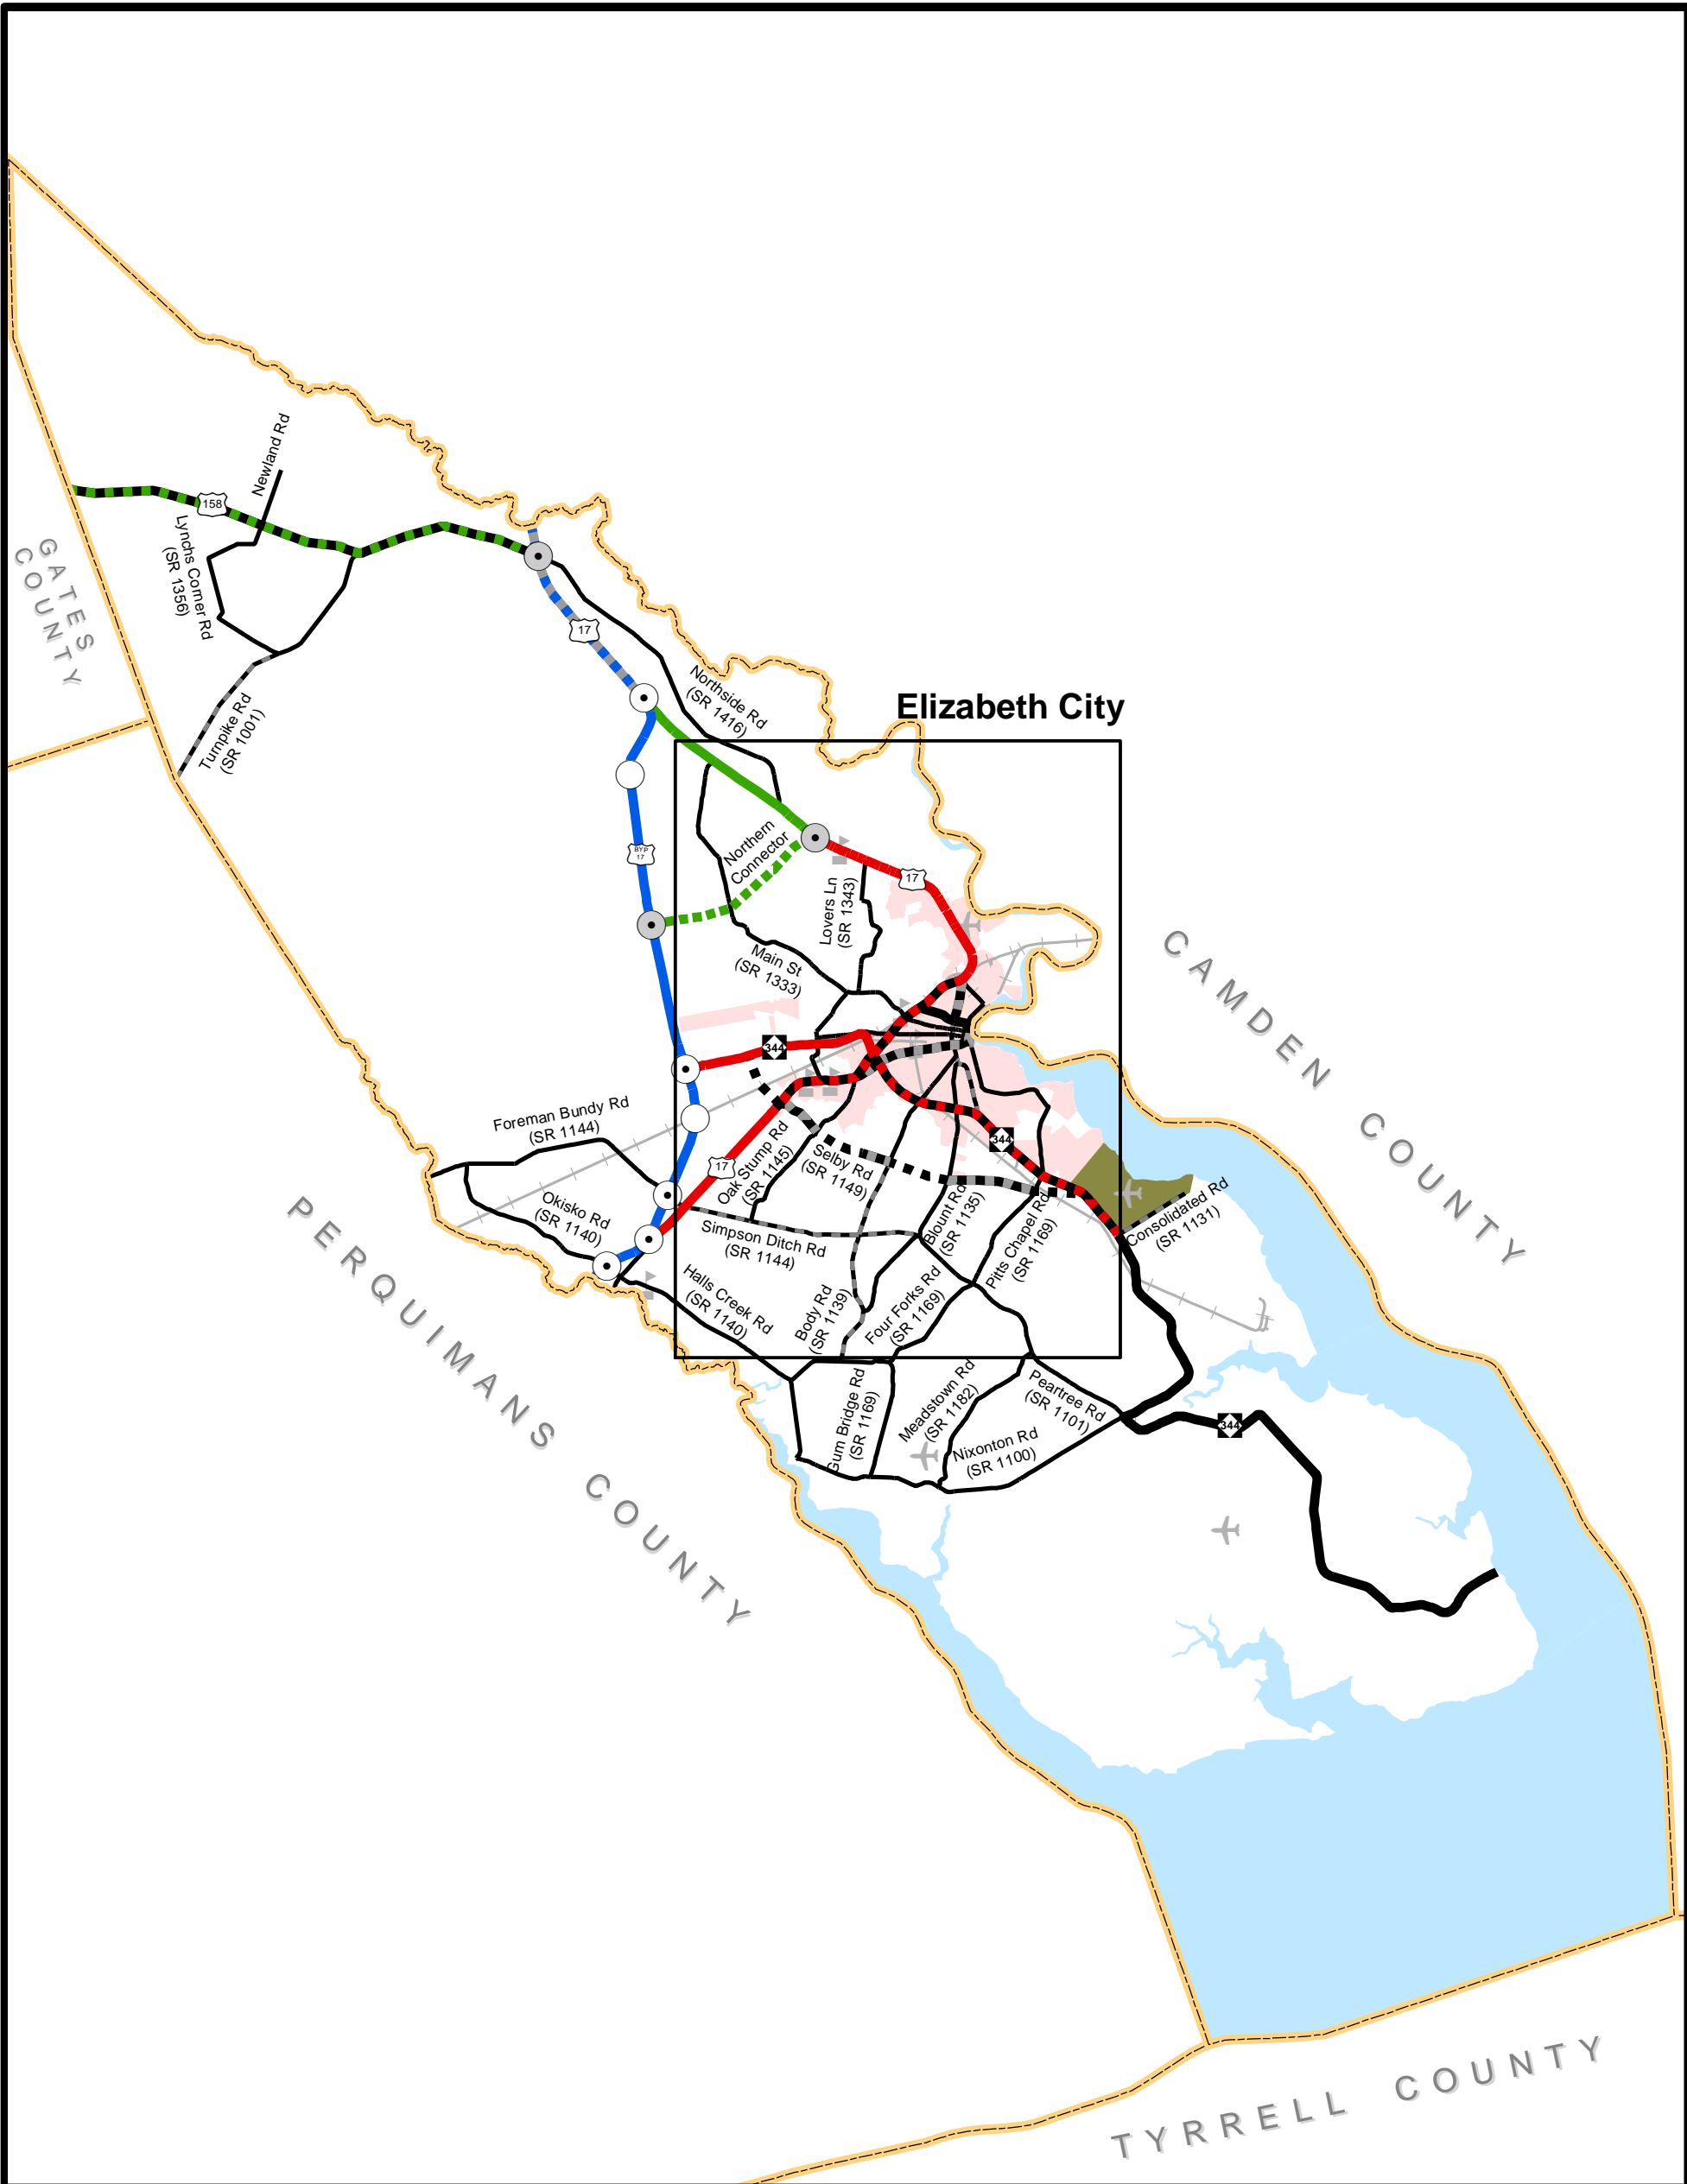 Newland Rd
158
Lynchs Corner Rd
(SR 1356)
GATES
COUNTY
17
Turnpike Rd
(SR 1001)
Northside Rd
(SR 1416)
Elizabeth City
BYP
17
Northern
Connector
Lovers Ln
(SR 1343)
17
Main St
(SR 1333)
CAMDEN COUNTY
344
Foreman Bundy Rd
(SR 1144)
344
17
Oak Stump Rd
(SR 1145)
Selby Rd
(SR 1149)
Okisko Rd
(SR 1140)
Simpson Ditch Rd
(SR 1144)
Blount Rd
(SR 1135)
Pitts Chapel Rd
(SR 1169)
Consolidated Rd
(SR 1131)
PERQUIMANS COUNTY
Halls Creek Rd
(SR 1140)
Body Rd
(SR 1139)
Four Forks Rd
(SR 1169)
Gum Bridge Rd
(SR 1169)
Meadstown Rd
(SR 1182)
Peartree Rd
(SR 1101)
Nixonton Rd
(SR 1100)
344
TYRRELL COUNTY